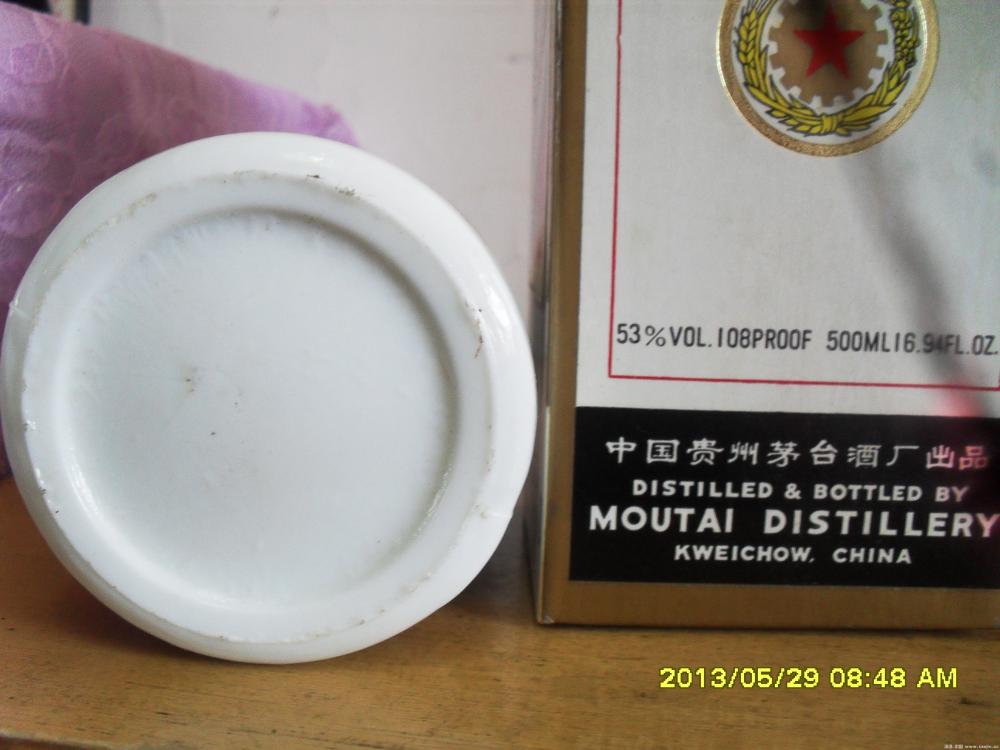 53%VOL.108PROOF 500ML16.94FL.OZ.
中国贵州茅台酒厂出品
DISTILLED & BOTTLED BY
MOUTAI DISTILLERY
KWEICHOW, CHINA
2013/05/29 08:48 AM